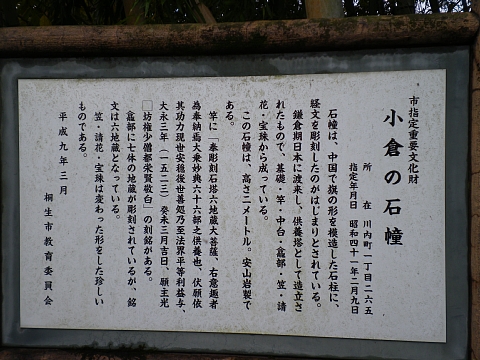 市指定重要文化財
小倉の石幢
所在 川内町一丁目二六五
指定年月日 昭和四十一年二月九日
石幢は、中国で旗の形を模造した石柱に、
経文を彫刻したのがはじまりとされている。
鎌倉期日本に渡来し、供養塔として造立さ
れたもので、基礎・竿・中台・龕部・笠・請
花・宝珠から成っている。
この石幢は、高さ二メートル。安山岩製で
ある。
竿に「奉彫刻石塔六地蔵大菩薩、右意趣者
為奉納焉大乗妙典六十六部之供養也、伏願依
其功力現世安穏後世善処乃至法界平等利益与、
大永三年(一五二三)癸未三月吉日、願主光
□坊権少僧都栄賢敬白」の刻銘がある。
龕部に七体の地蔵が彫刻されているが、銘
文は六地蔵となっている。
笠・請花・宝珠は変わった形をした珍しい
ものである。
平成九年三月
桐生市教育委員会